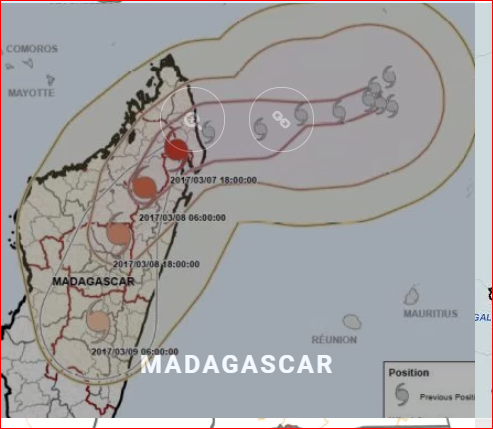 COMOROS
MAYOTTE
2017/03/07 18:00:00
2017/03/08 06:00:00
2017/03/08 18:00:00
MADAGASCAR
MAURITIUS
RÉUNION
2017/03/09 06:00:00
MADAGASCAR
Position
Previous Positi
GAL